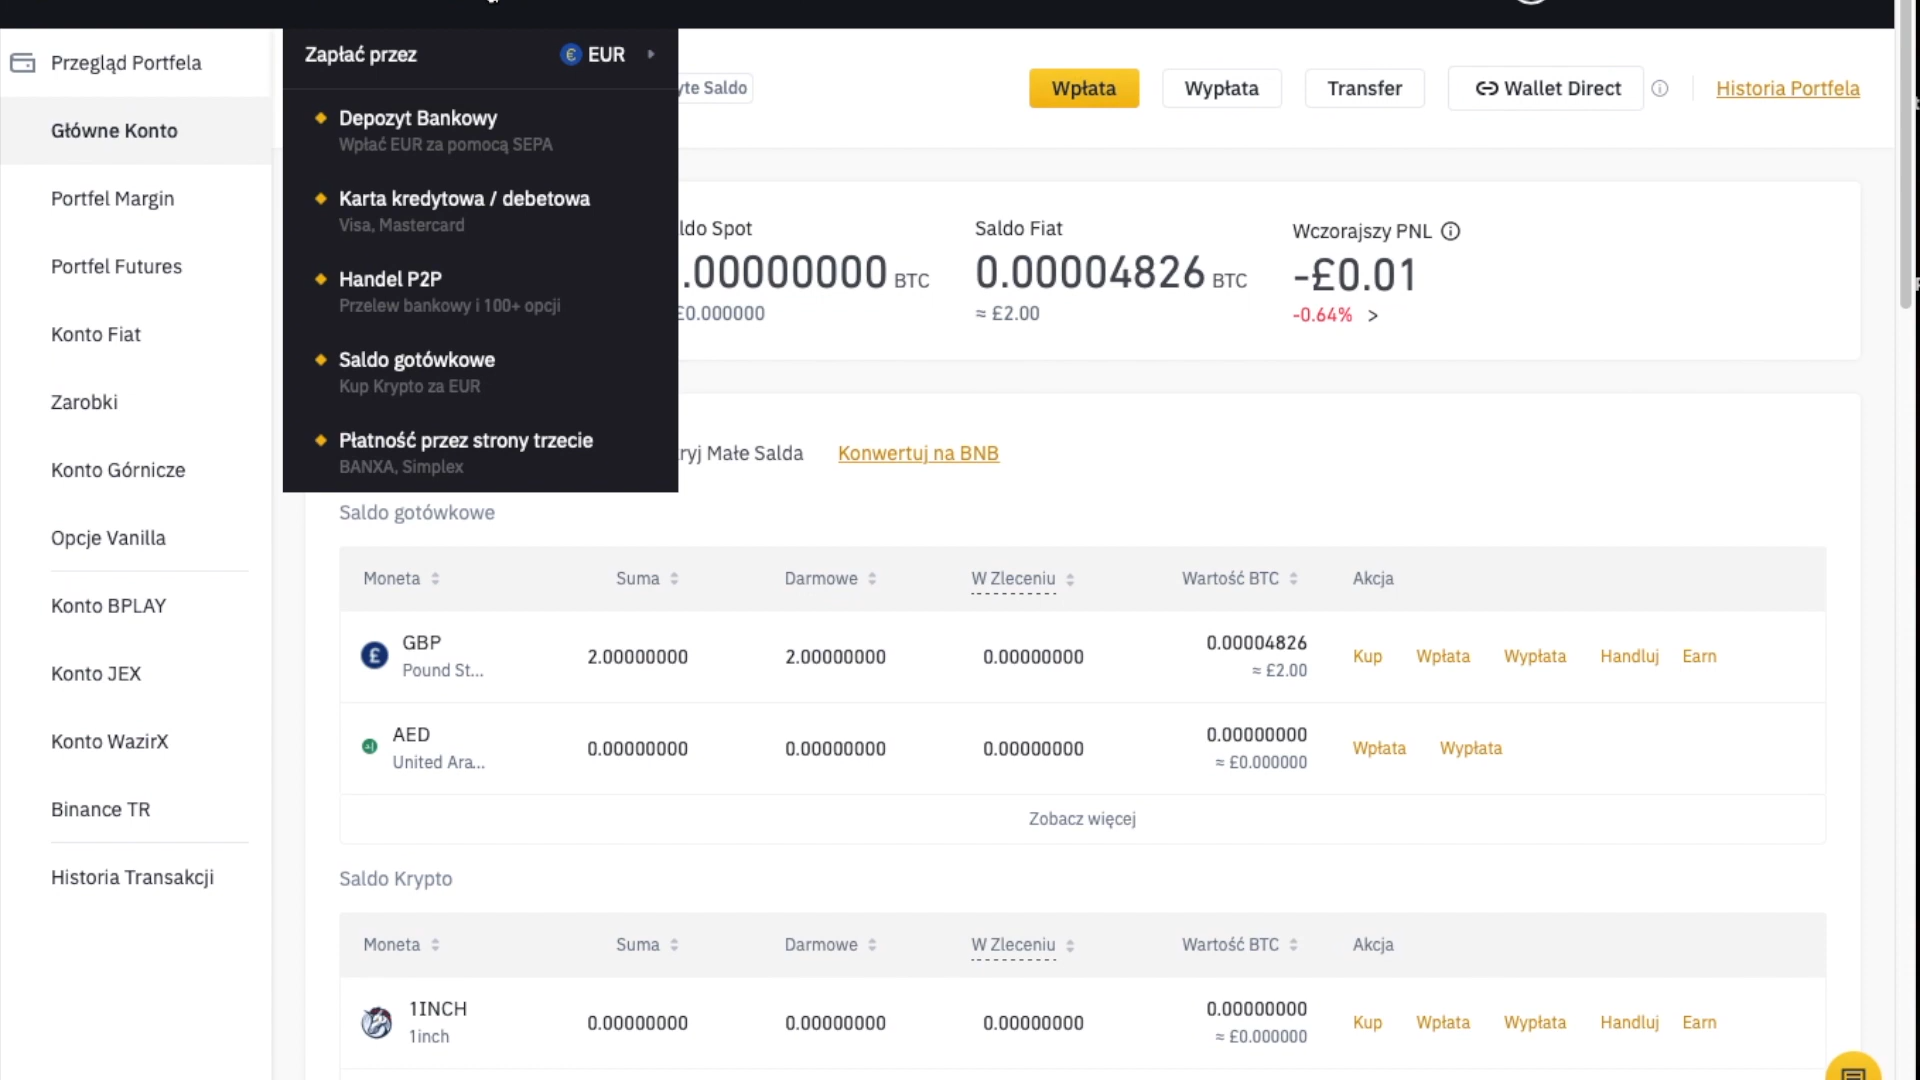 Przegląd Portfela
Główne Konto
Portfel Margin
Portfel Futures
Konto Fiat
Zarobki
Konto Górnicze
Opcje Vanilla
Konto BPLAY
Konto JEX
Konto WazirX
Binance TR
Historia Transakcji
Zapłać przez EUR
Depozyt Bankowy
Wpłać EUR za pomocą SEPA
Karta kredytowa / debetowa
Visa, Mastercard
Handel P2P
Przelew bankowy i 100+ opcji
Saldo gotówkowe
Kup Krypto za EUR
Płatność przez strony trzecie
BANXA, Simplex
yte Saldo
Wpłata Wypłata Transfer Wallet Direct Historia Portfela
ldo Spot Saldo Fiat Wczorajszy PNL
.00000000 BTC 0.00004826 BTC -£0.01
£0.000000 ≈ £2.00 -0.64% >
ryj Małe Salda Konwertuj na BNB
Saldo gotówkowe
Moneta Suma Darmowe W Zleceniu Wartość BTC Akcja
GBP 2.00000000 2.00000000 0.00000000 0.00004826 Kup Wpłata Wypłata Handluj Earn
Pound St... ≈ £2.00
AED 0.00000000 0.00000000 0.00000000 0.00000000 Wpłata Wypłata
United Ara... ≈ £0.000000
Zobacz więcej
Saldo Krypto
Moneta Suma Darmowe W Zleceniu Wartość BTC Akcja
1INCH 0.00000000 0.00000000 0.00000000 0.00000000 Kup Wpłata Wypłata Handluj Earn
1inch ≈ £0.000000